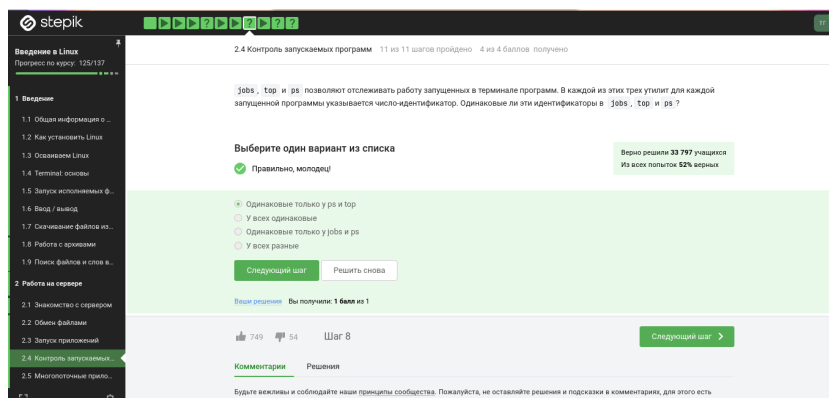 stepik
Введение в Linux
Прогресс по курсу: 125/137
1 Введение
1.1 Общая информация о ...
1.2 Как установить Linux
1.3 Осваиваем Linux
1.4 Terminal: основы
1.5 Запуск исполняемых ф...
1.6 Ввод / вывод
1.7 Скачивание файлов из...
1.8 Работа с архивами
1.9 Поиск файлов и слов в...
2 Работа на сервере
2.1 Знакомство с сервером
2.2 Обмен файлами
2.3 Запуск приложений
2.4 Контроль запускаемых...
2.5 Многопоточные прило...
2.4 Контроль запускаемых программ 11 из 11 шагов пройдено 4 из 4 баллов получено
jobs , top и ps позволяют отслеживать работу запущенных в терминале программ. В каждой из этих трех утилит для каждой
запущенной программы указывается число-идентификатор. Одинаковые ли эти идентификаторы в jobs , top и ps ?
Выберите один вариант из списка
Правильно, молодец!
Верно решили 33 797 учащихся
Из всех попыток 52% верных
Одинаковые только у ps и top
У всех одинаковые
Одинаковые только у jobs и ps
У всех разные
Следующий шаг Решить снова
Ваши решения Вы получили: 1 балл из 1
749 54 Шаг 8 Следующий шаг
Комментарии Решения
Будьте вежливы и соблюдайте наши принципы сообщества. Пожалуйста, не оставляйте решения и подсказки в комментариях, для этого есть